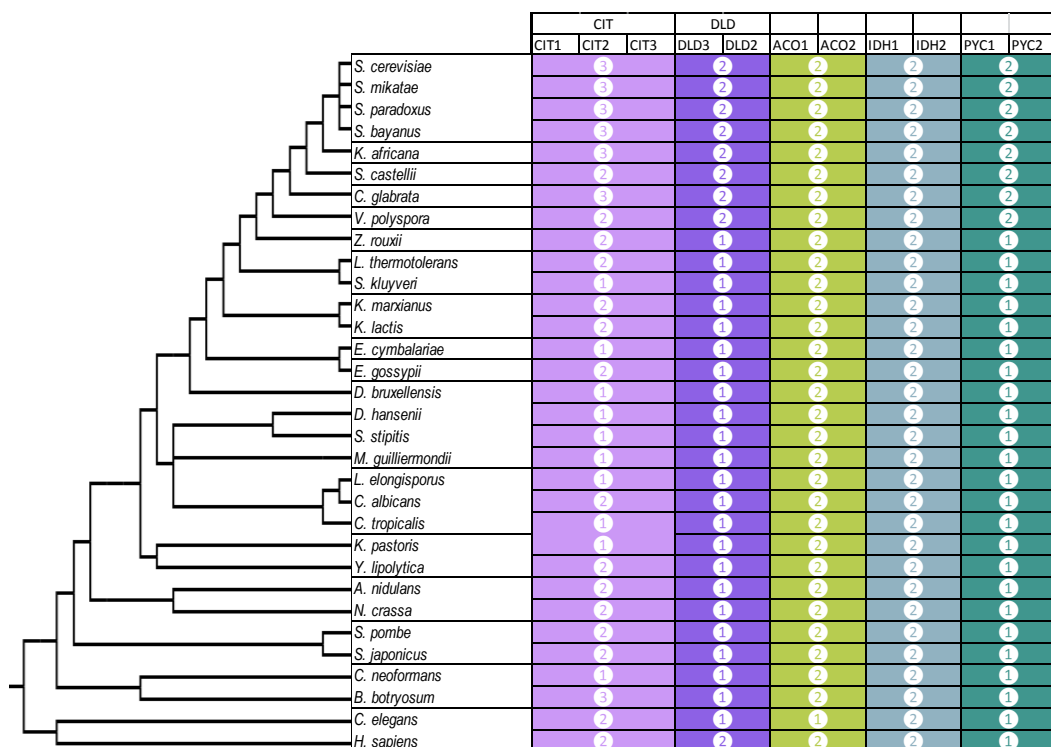 CIT DLD
CIT1 CIT2 CIT3 DLD3 DLD2 ACO1 ACO2 IDH1 IDH2 PYC1 PYC2
S. cerevisiae 3 2 2 2 2
S. mikatae 3 2 2 2 2
S. paradoxus 3 2 2 2 2
S. bayanus 3 2 2 2 2
K. africana 3 2 2 2 2
S. castellii 2 2 2 2 2
C. glabrata 3 2 2 2 2
V. polyspora 2 2 2 2 2
Z. rouxii 2 1 2 2 1
L. thermotolerans 2 1 2 2 1
S. kluyveri 1 1 2 2 1
K. marxianus 2 1 2 2 1
K. lactis 2 1 2 2 1
E. cymbalariae 1 1 2 2 1
E. gossypii 2 1 2 2 1
D. bruxellensis 1 1 2 2 1
D. hansenii 1 1 2 2 1
S. stipitis 1 1 2 2 1
M. guilliermondii 1 1 2 2 1
L. elongisporus 1 1 2 2 1
C. albicans 2 1 2 2 1
C. tropicalis 1 1 2 2 1
K. pastoris 1 1 2 2 1
Y. lipolytica 2 1 2 2 1
A. nidulans 2 1 2 2 1
N. crassa 2 1 2 2 1
S. pombe 2 1 2 2 1
S. japonicus 2 1 2 2 1
C. neoformans 1 1 2 2 1
B. botryosum 3 1 2 2 1
C. elegans 2 1 1 2 1
H. sapiens 2 2 2 2 1